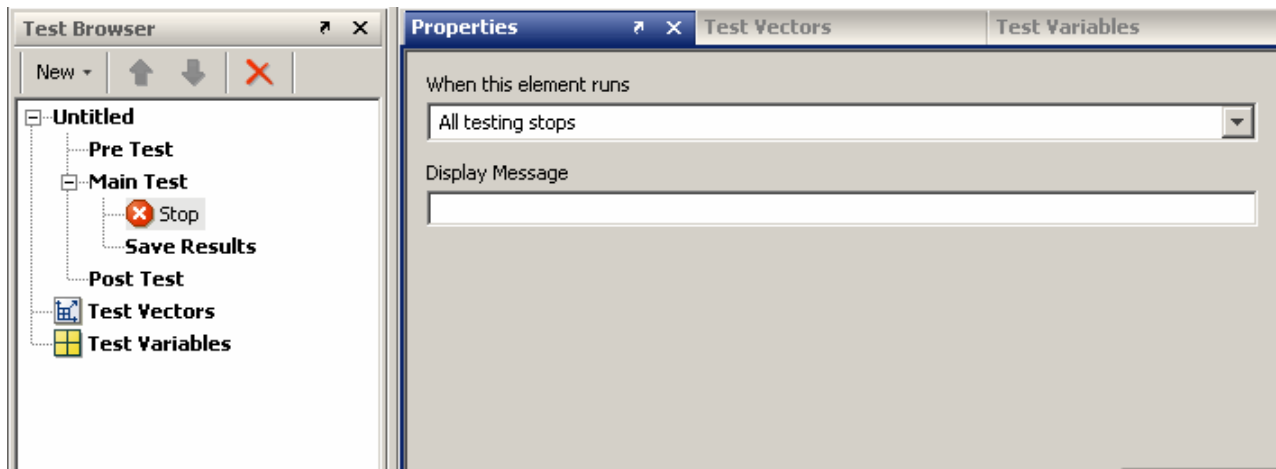 Test Browser
New
Untitled
Pre Test
Main Test
Stop
Save Results
Post Test
Test Vectors
Test Variables
Properties
Test Vectors
Test Variables
When this element runs
All testing stops
Display Message